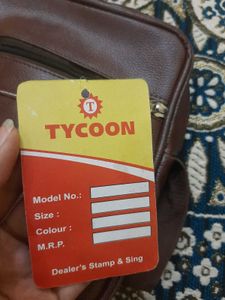 T
TYCOON
Model No.:
Size :
Colour :
M.R.P.
Dealer's Stamp & Sing